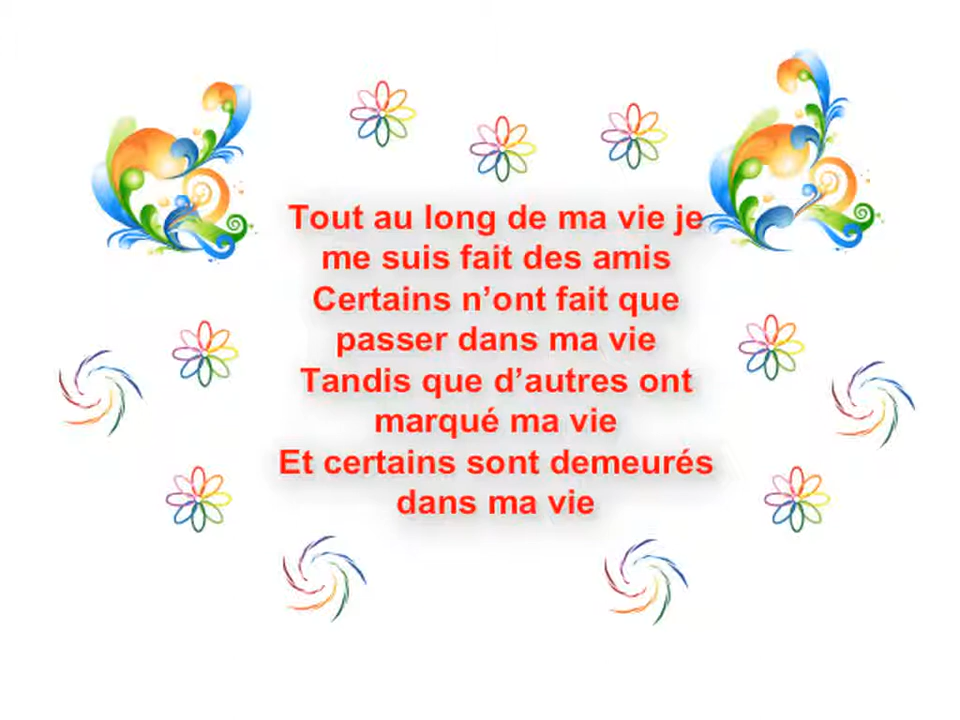 Tout au long de ma vie je
me suis fait des amis
Certains n’ont fait que
passer dans ma vie
Tandis que d’autres ont
marqué ma vie
Et certains sont demeurés
dans ma vie